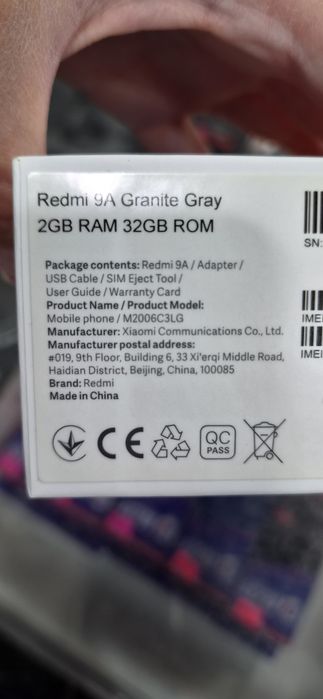 Redmi 9A Granite Gray
2GB RAM 32GB ROM
Package contents: Redmi 9A / Adapter /
USB Cable / SIM Eject Tool /
User Guide / Warranty Card
Product Name / Product Model:
Mobile phone / M2006C3LG
Manufacturer: Xiaomi Communications Co., Ltd.
Manufacturer postal address:
#019, 9th Floor, Building 6, 33 Xi'erqi Middle Road,
Haidian District, Beijing, China, 100085
Brand: Redmi
Made in China
CE
QC
PASS
SN:
IMEI
IMEI